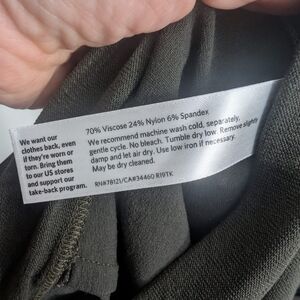 We want our
clothes back, even
if they're worn or
torn. Bring them
to our US stores
and support our
take-back program.
70% Viscose 24% Nylon 6% Spandex
We recommend machine wash cold, separately,
gentle cycle. No bleach. Tumble dry low. Remove slightly
damp and let air dry. Use low iron if necessary.
May be dry cleaned.
RN#78121/CA#34460 R19TK